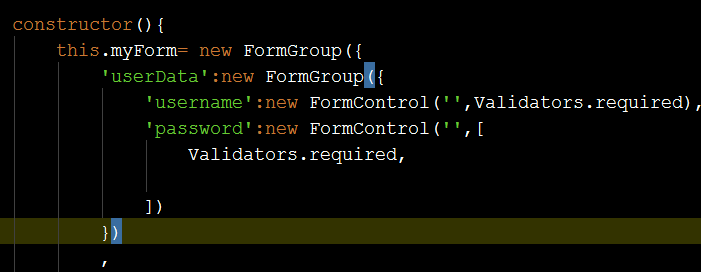 constructor(){
this.myForm= new FormGroup({
'userData':new FormGroup({
'username':new FormControl('',Validators.required),
'password':new FormControl('',[
Validators.required,
])
})
,